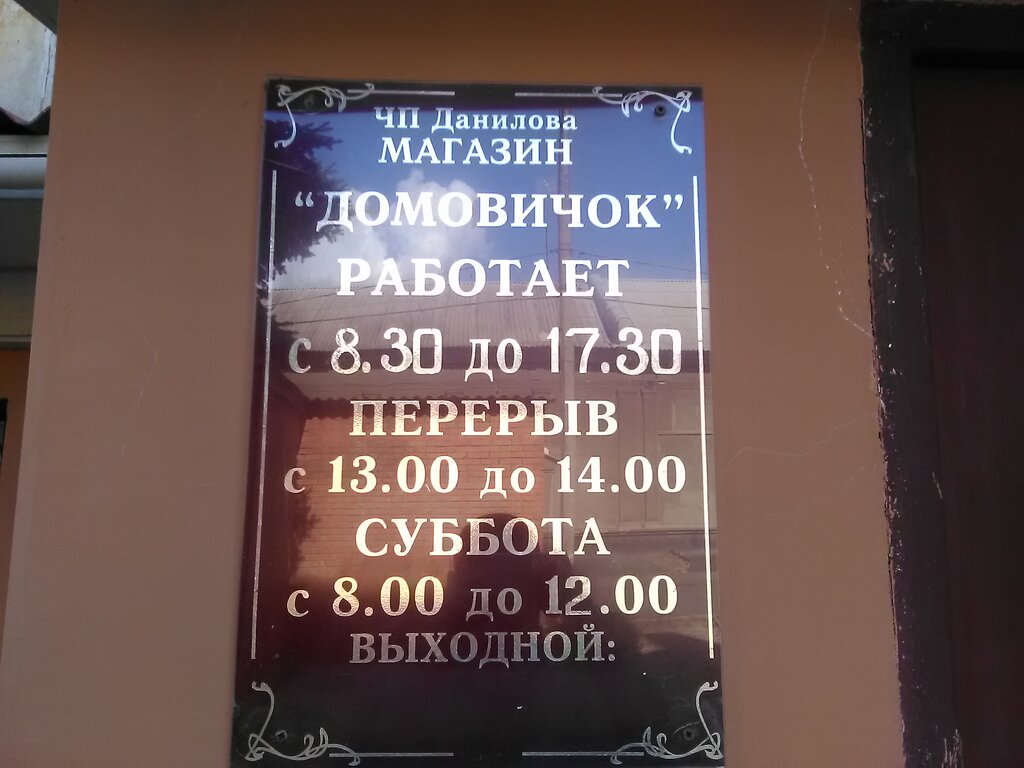 ЧП Данилова
МАГАЗИН
“ДОМОВИЧОК”
РАБОТАЕТ
с 8.30 до 17.30
ПЕРЕРЫВ
с 13.00 до 14.00
СУББОТА
с 8.00 до 12.00
ВЫХОДНОЙ: